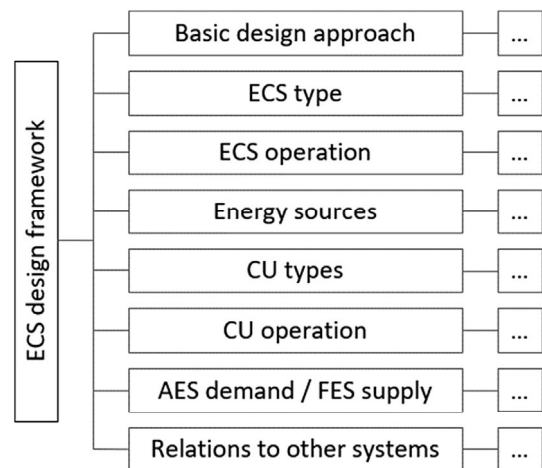 ECS design framework
Basic design approach
...
ECS type
...
ECS operation
...
Energy sources
...
CU types
...
CU operation
...
AES demand / FES supply
...
Relations to other systems
...